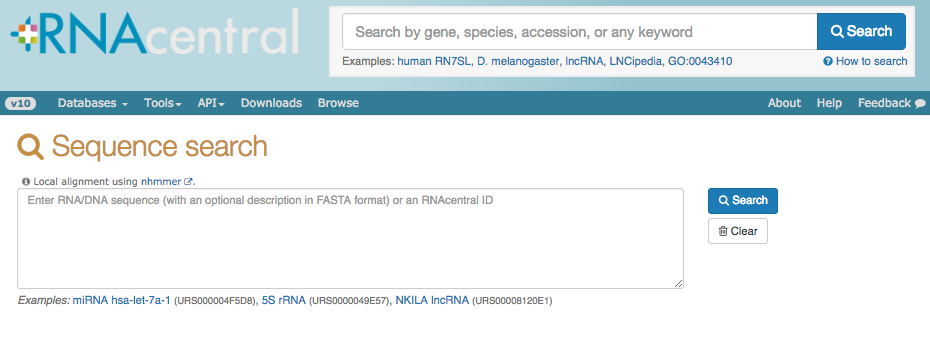 RNAcentral
Search by gene, species, accession, or any keyword
Search
Examples: human RN7SL, D. melanogaster, lncRNA, LNCipedia, GO:0043410
How to search
v10 Databases Tools API Downloads Browse About Help Feedback
Sequence search
Local alignment using nhmmer.
Enter RNA/DNA sequence (with an optional description in FASTA format) or an RNAcentral ID
Search
Clear
Examples: miRNA hsa-let-7a-1 (URS000004F5D8), 5S rRNA (URS0000049E57), NKILA lncRNA (URS00008120E1)